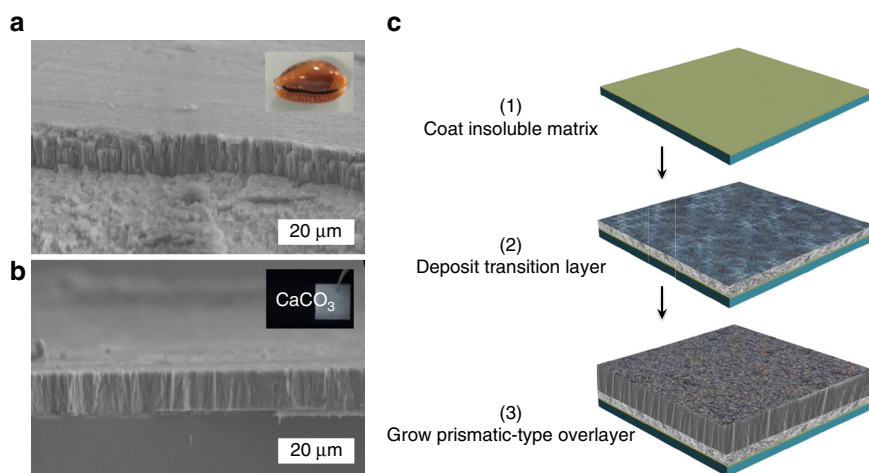 a
20 µm
b
CaCO₃
20 µm
c
(1)
Coat insoluble matrix
(2)
Deposit transition layer
(3)
Grow prismatic-type overlayer